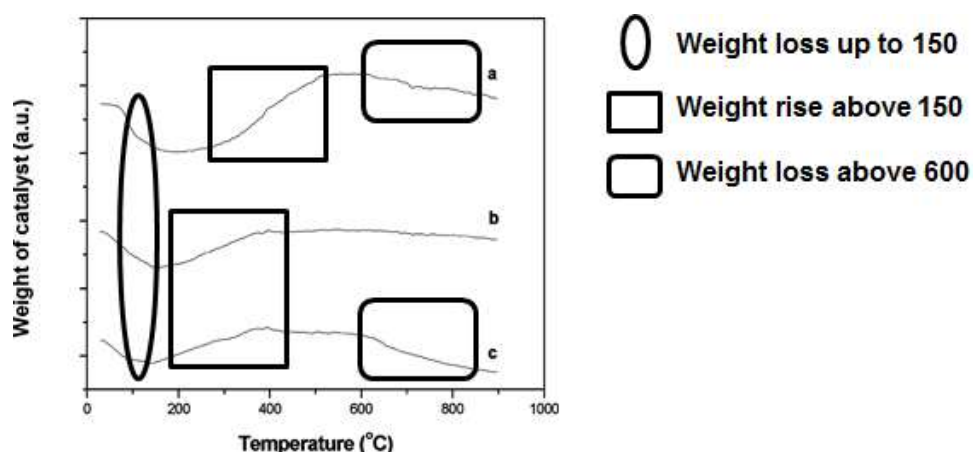 Weight of catalyst (a.u.)
a
b
c
0 200 400 600 800 1000
Temperature (°C)
Weight loss up to 150
Weight rise above 150
Weight loss above 600